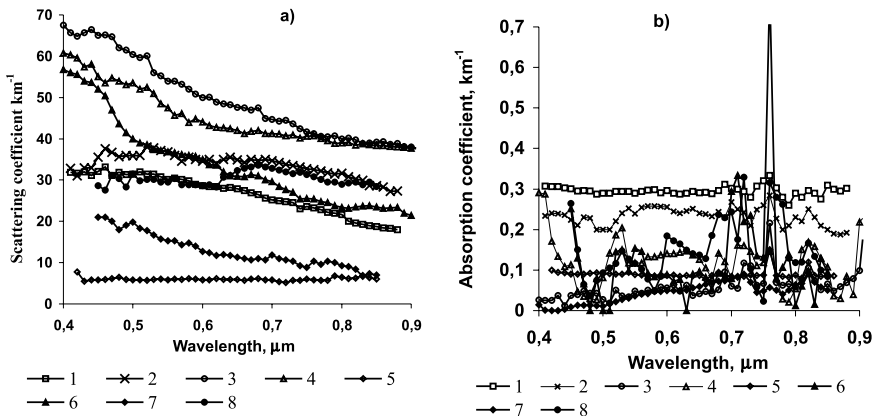 a)
Scattering coefficient km-1
70
60
50
40
30
20
10
0
0,4 0,5 0,6 0,7 0,8 0,9
Wavelength, μm
1 2 3 4 5
6 7 8
b)
Absorption coefficient, km-1
0,7
0,6
0,5
0,4
0,3
0,2
0,1
0
0,4 0,5 0,6 0,7 0,8 0,9
Wavelength, μm
1 2 3 4 5 6
7 8